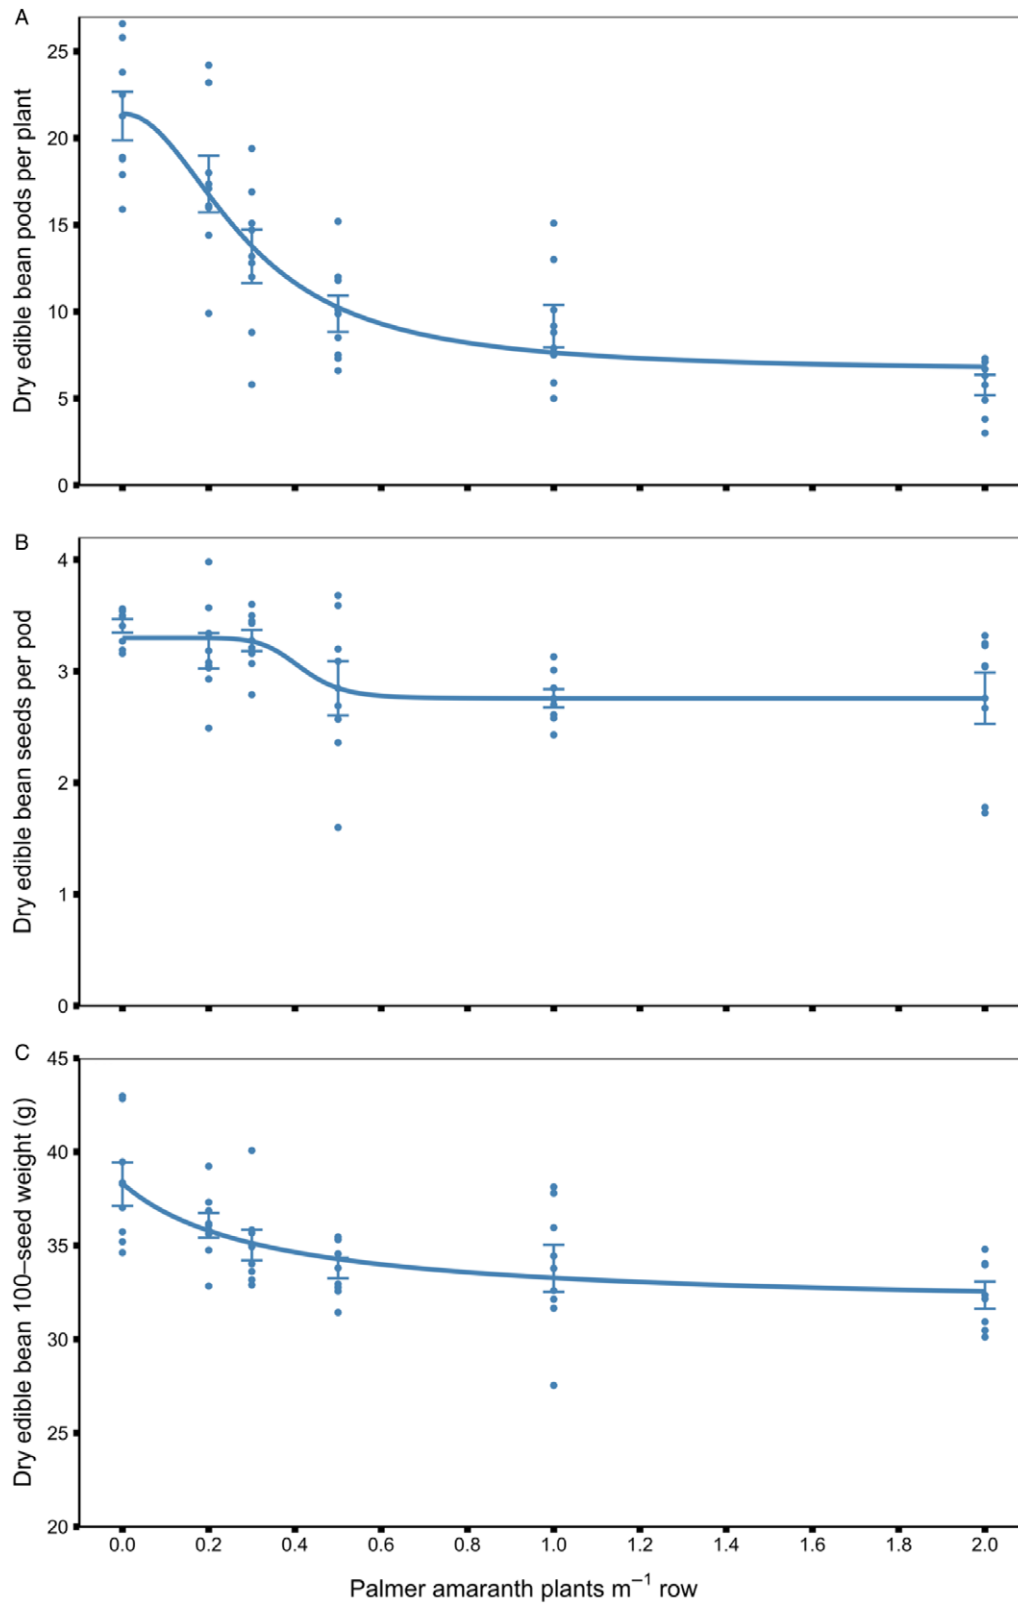 A
Dry edible bean pods per plant
25
20
15
10
5
0
B
Dry edible bean seeds per pod
4
3
2
1
0
C
Dry edible bean 100–seed weight (g)
45
40
35
30
25
20
0.0 0.2 0.4 0.6 0.8 1.0 1.2 1.4 1.6 1.8 2.0
Palmer amaranth plants m⁻¹ row